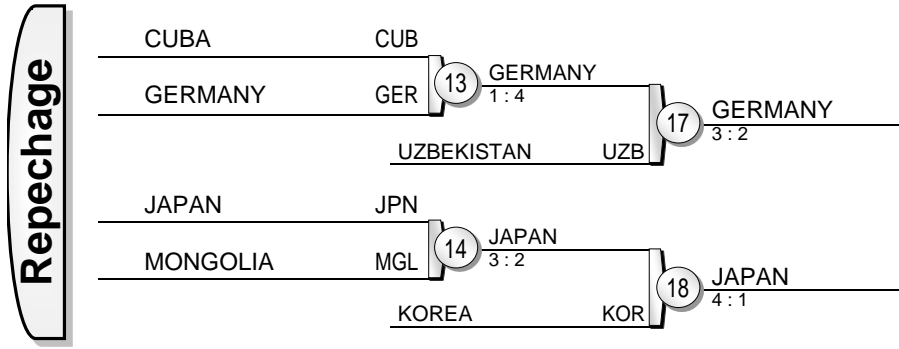 Repechage
CUBA CUB
GERMANY GER
13
GERMANY
1 : 4
UZBEKISTAN UZB
17
GERMANY
3 : 2
JAPAN JPN
MONGOLIA MGL
14
JAPAN
3 : 2
KOREA KOR
18
JAPAN
4 : 1